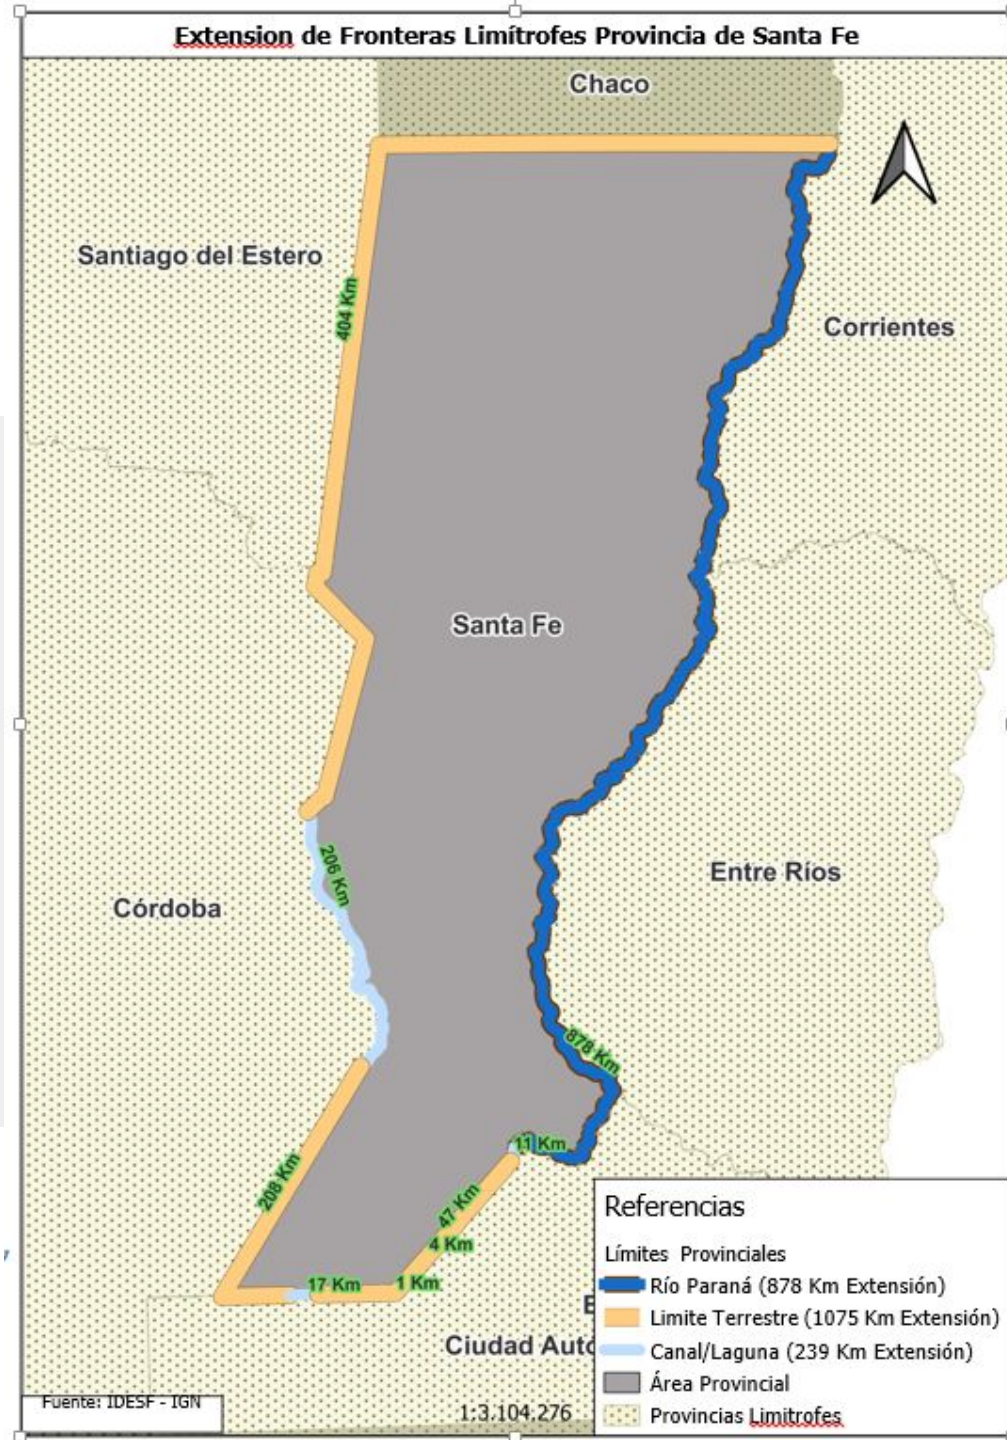 Extension de Fronteras Limítrofes Provincia de Santa Fe
Chaco
Santiago del Estero
404 Km
Corrientes
Santa Fe
206 Km
Entre Ríos
Córdoba
878 Km
11 Km
208 Km
47 Km
4 Km
17 Km
1 Km
Ciudad Autó
Referencias
Límites Provinciales
Río Paraná (878 Km Extensión)
Limite Terrestre (1075 Km Extensión)
Canal/Laguna (239 Km Extensión)
Área Provincial
Provincias Limitrofes
Fuente: IDESF - IGN
1:3.104.276